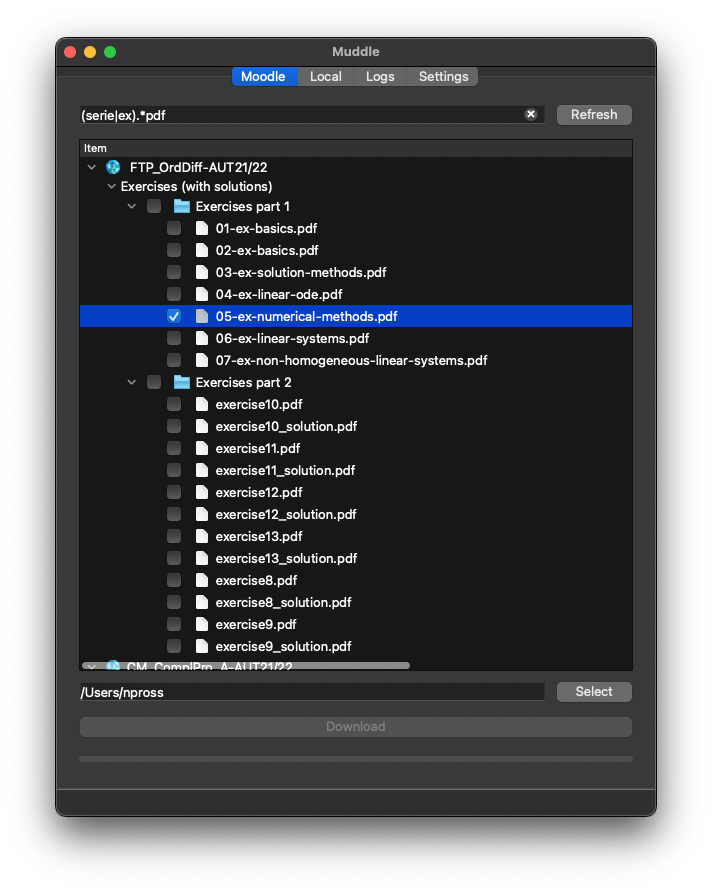 Muddle
Moodle Local Logs Settings
(serie|ex).*pdf Refresh
Item
FTP_OrdDiff-AUT21/22
Exercises (with solutions)
Exercises part 1
01-ex-basics.pdf
02-ex-basics.pdf
03-ex-solution-methods.pdf
04-ex-linear-ode.pdf
05-ex-numerical-methods.pdf
06-ex-linear-systems.pdf
07-ex-non-homogeneous-linear-systems.pdf
Exercises part 2
exercise10.pdf
exercise10_solution.pdf
exercise11.pdf
exercise11_solution.pdf
exercise12.pdf
exercise12_solution.pdf
exercise13.pdf
exercise13_solution.pdf
exercise8.pdf
exercise8_solution.pdf
exercise9.pdf
exercise9_solution.pdf
CM_ComplPro_A-AUT21/22
/Users/npross Select
Download